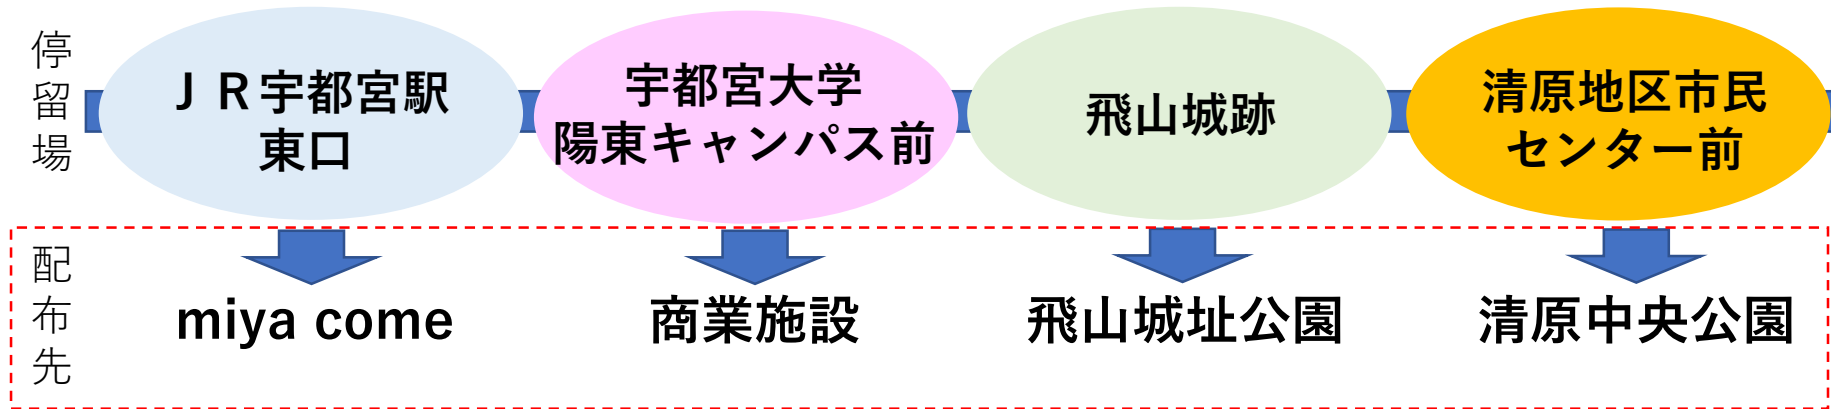 停留場
ＪＲ宇都宮駅
東口
宇都宮大学
陽東キャンパス前
飛山城跡
清原地区市民
センター前
配布先
miya come
商業施設
飛山城址公園
清原中央公園